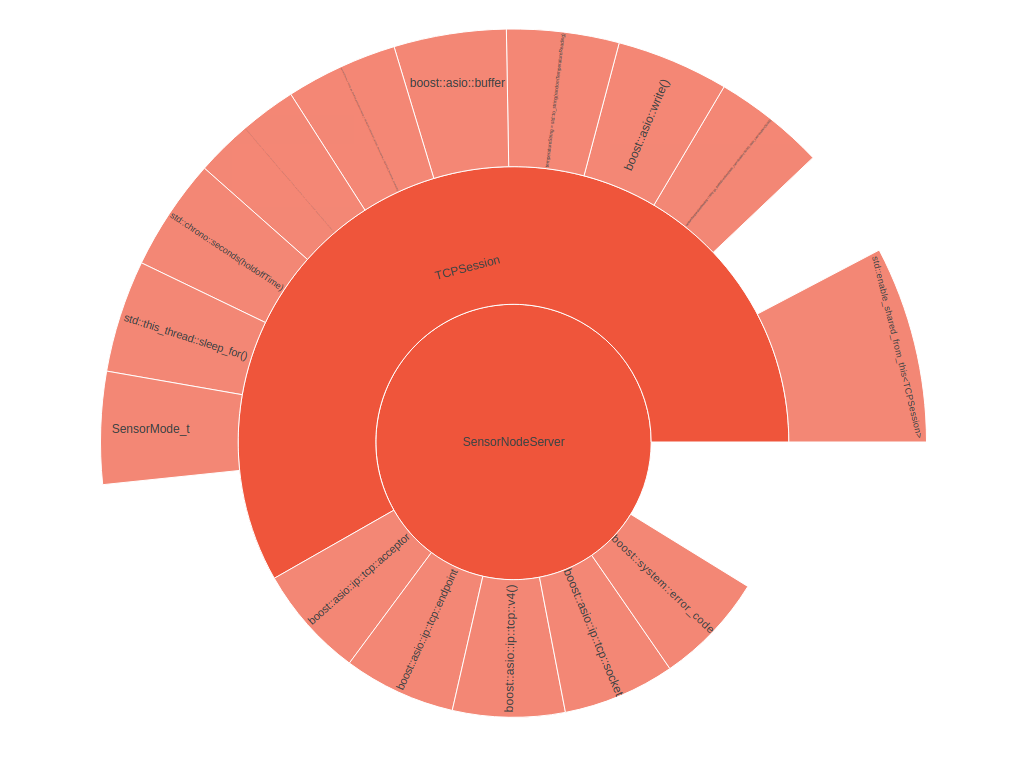 boost::asio::buffer
boost::asio::write()
std::chrono::seconds(holdoffTime)
std::this_thread::sleep_for()
SensorMode_t
TCPSession
SensorNodeServer
std::enable_shared_from_this<TCPSession>
boost::asio::ip::tcp::acceptor
boost::asio::ip::tcp::endpoint
boost::asio::ip::tcp::v4()
boost::asio::ip::tcp::socket
boost::system::error_code